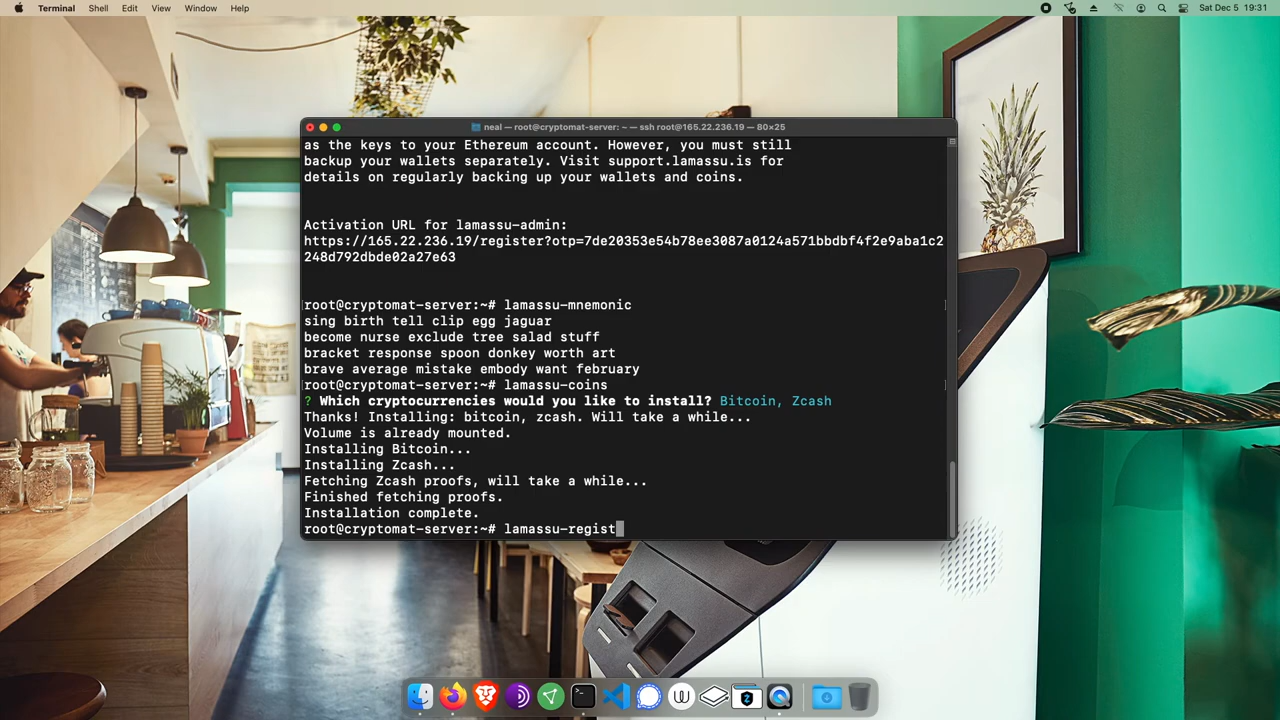 Terminal Shell Edit View Window Help
Sat Dec 5 19:31
neal — root@cryptomat-server: ~ — ssh root@165.22.236.19 — 80×25
as the keys to your Ethereum account. However, you must still
backup your wallets separately. Visit support.lamassu.is for
details on regularly backing up your wallets and coins.
Activation URL for lamassu-admin:
https://165.22.236.19/register?otp=7de20353e54b78ee3087a0124a571bbdbf4f2e9aba1c2
248d792dbde02a27e63
root@cryptomat-server:~# lamassu-mnemonic
sing birth tell clip egg jaguar
become nurse exclude tree salad stuff
bracket response spoon donkey worth art
brave average mistake embody want february
root@cryptomat-server:~# lamassu-coins
? Which cryptocurrencies would you like to install? Bitcoin, Zcash
Thanks! Installing: bitcoin, zcash. Will take a while...
Volume is already mounted.
Installing Bitcoin...
Installing Zcash...
Fetching Zcash proofs, will take a while...
Finished fetching proofs.
Installation complete.
root@cryptomat-server:~# lamassu-regist